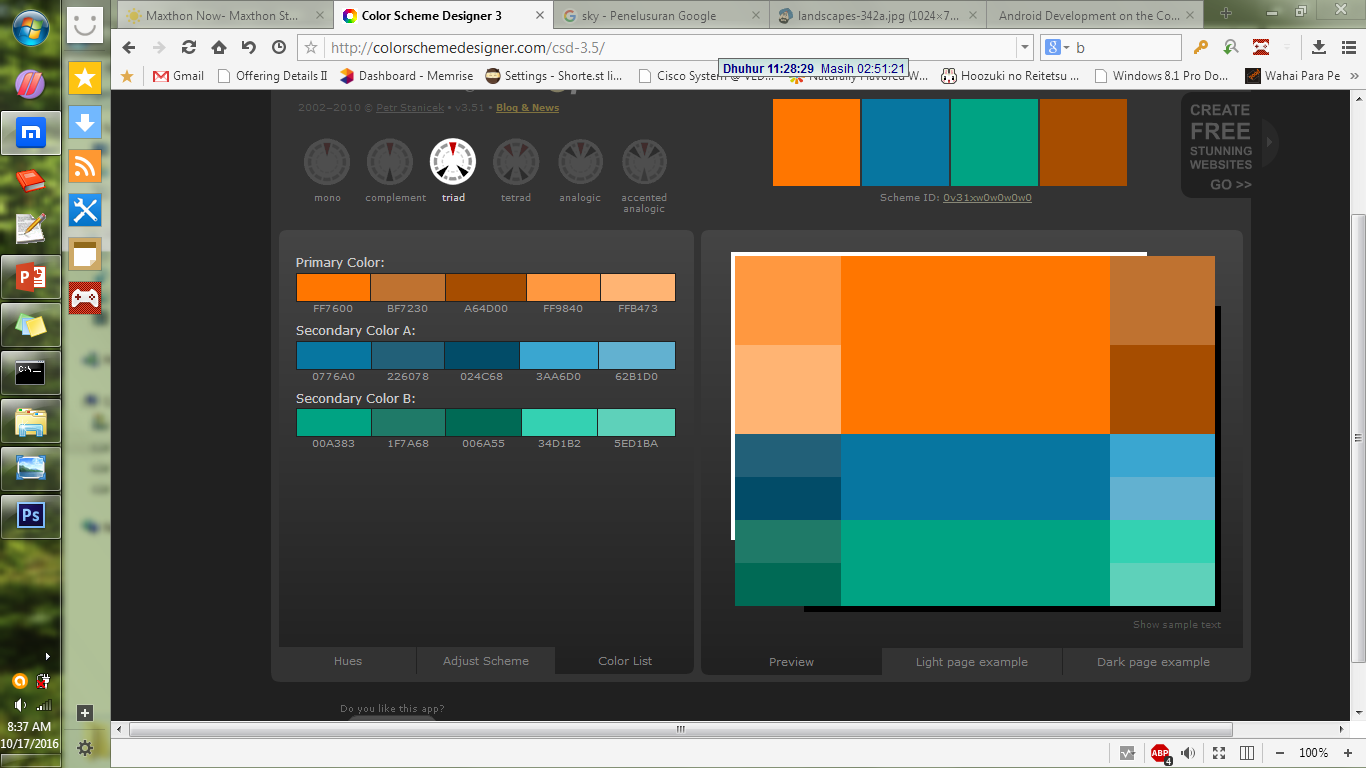 Maxthon Now- Maxthon St...
Color Scheme Designer 3
sky - Penelusuran Google
landscapes-342a.jpg (1024×7...
Android Development on the Co...
http://colorschemedesigner.com/csd-3.5/
b
Dhuhur 11:28:29 Masih 02:51:21
Gmail
Offering Details II
Dashboard - Memrise
Settings - Shorte.st li...
Hoozuki no Reitetsu ...
Windows 8.1 Pro Do...
Wahai Para Pe
2002–2010 © Petr Stanicek • v3.51 • Blog & News
mono
complement
triad
tetrad
analogic
accented
analogic
Scheme ID: 0v31xw0w0w0w0
CREATE
FREE
STUNNING
WEBSITES
GO >>
Primary Color:
FF7600 BF7230 A64D00 FF9840 FFB473
Secondary Color A:
0776A0 226078 024C68 3AA6D0 62B1D0
Secondary Color B:
00A383 1F7A68 006A55 34D1B2 5ED1BA
Show sample text
Hues
Adjust Scheme
Color List
Preview
Light page example
Dark page example
Do you like this app?
C:\_
Ps
8:37 AM
10/17/2016
ABP
4
100%